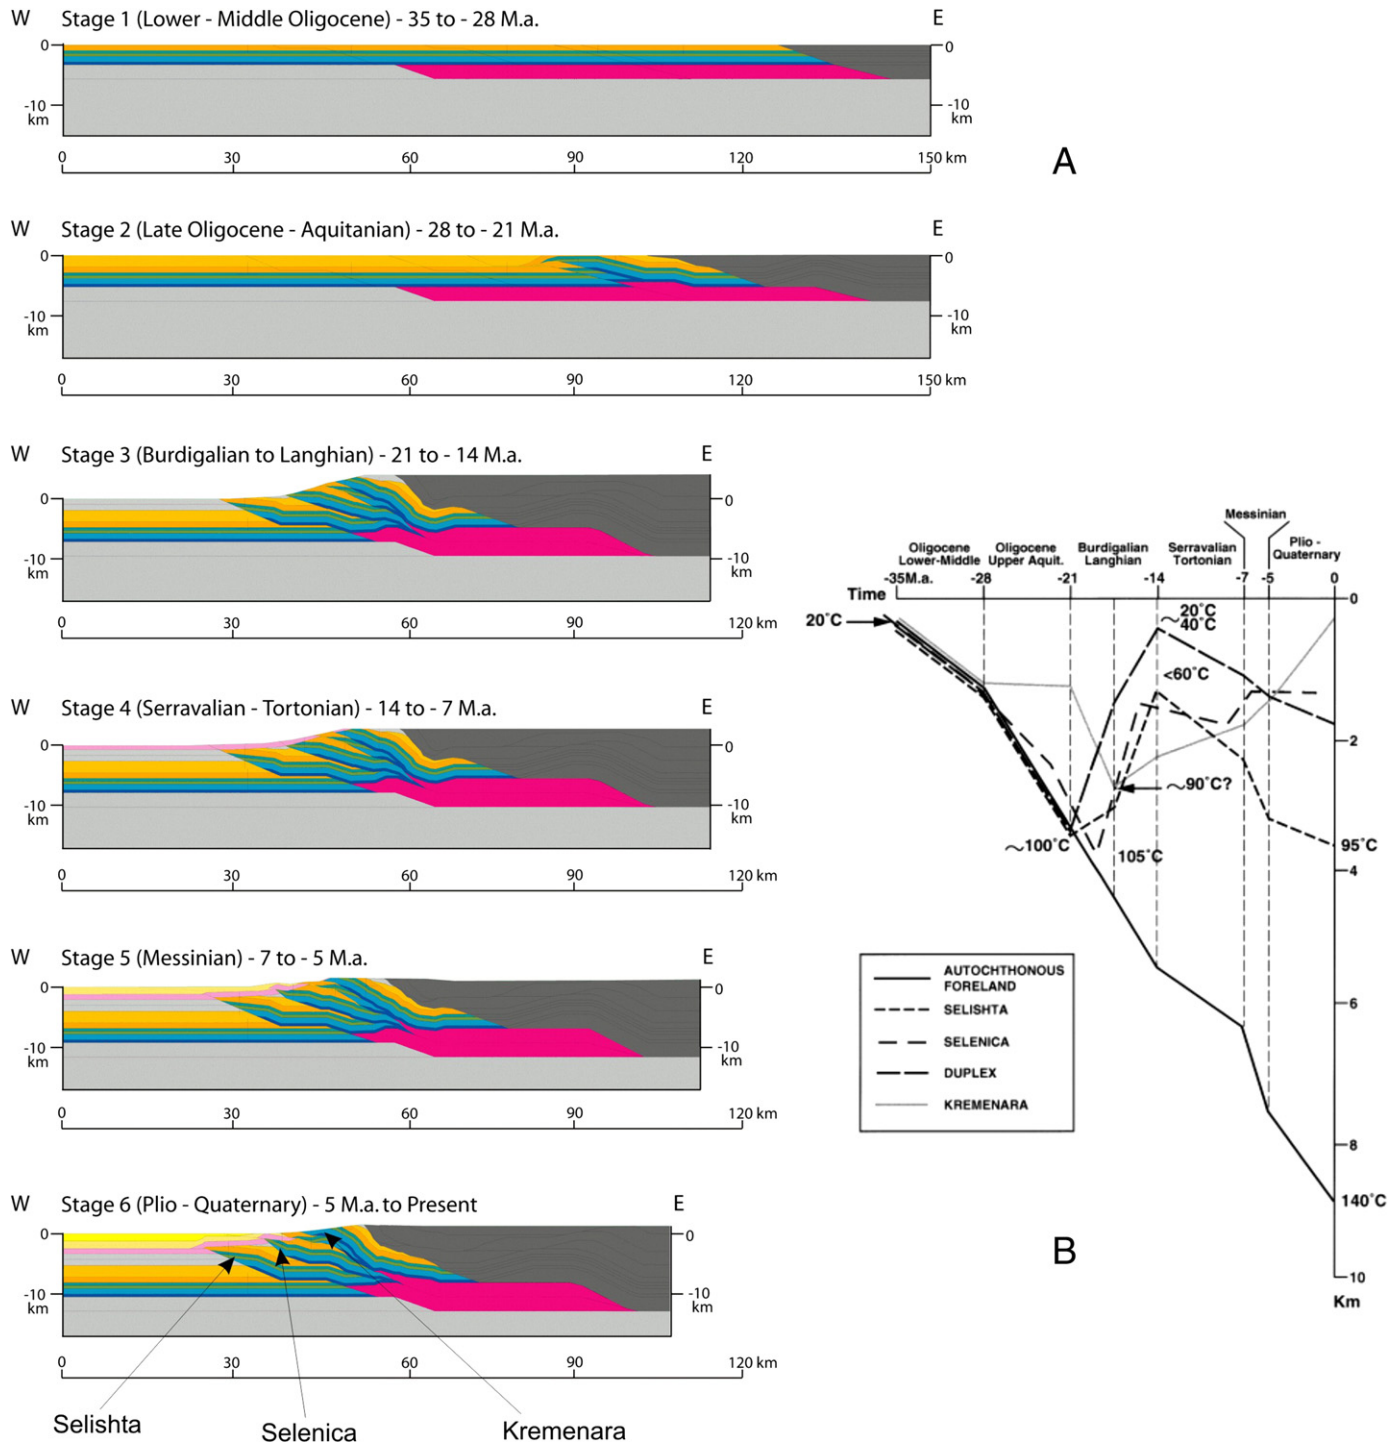 W Stage 1 (Lower - Middle Oligocene) - 35 to - 28 M.a. E
0 0
-10 -10
km km
0 30 60 90 120 150 km
A
W Stage 2 (Late Oligocene - Aquitanian) - 28 to - 21 M.a. E
0 0
-10 -10
km km
0 30 60 90 120 150 km
W Stage 3 (Burdigalian to Langhian) - 21 to - 14 M.a. E
0 0
-10 -10
km km
0 30 60 90 120 km
W Stage 4 (Serravalian - Tortonian) - 14 to - 7 M.a. E
0 0
-10 -10
km km
0 30 60 90 120 km
W Stage 5 (Messinian) - 7 to - 5 M.a. E
0 0
-10 -10
km km
0 30 60 90 120 km
W Stage 6 (Plio - Quaternary) - 5 M.a. to Present E
0 0
-10 -10
km km
0 30 60 90 120 km
Selishta
Selenica
Kremenara
Messinian
Oligocene Oligocene Burdigalian Serravalian Plio -
Lower-Middle Upper Aquit. Langhian Tortonian Quaternary
-35M.a. -28 -21 -14 -7 -5 0
Time 0
20°C
~20°C
40°C
<60°C
2
~90°C?
~100°C
105°C
95°C
4
AUTOCHTHONOUS
FORELAND
SELISHTA
SELENICA
DUPLEX
KREMENARA
6
8
140°C
10
Km
B